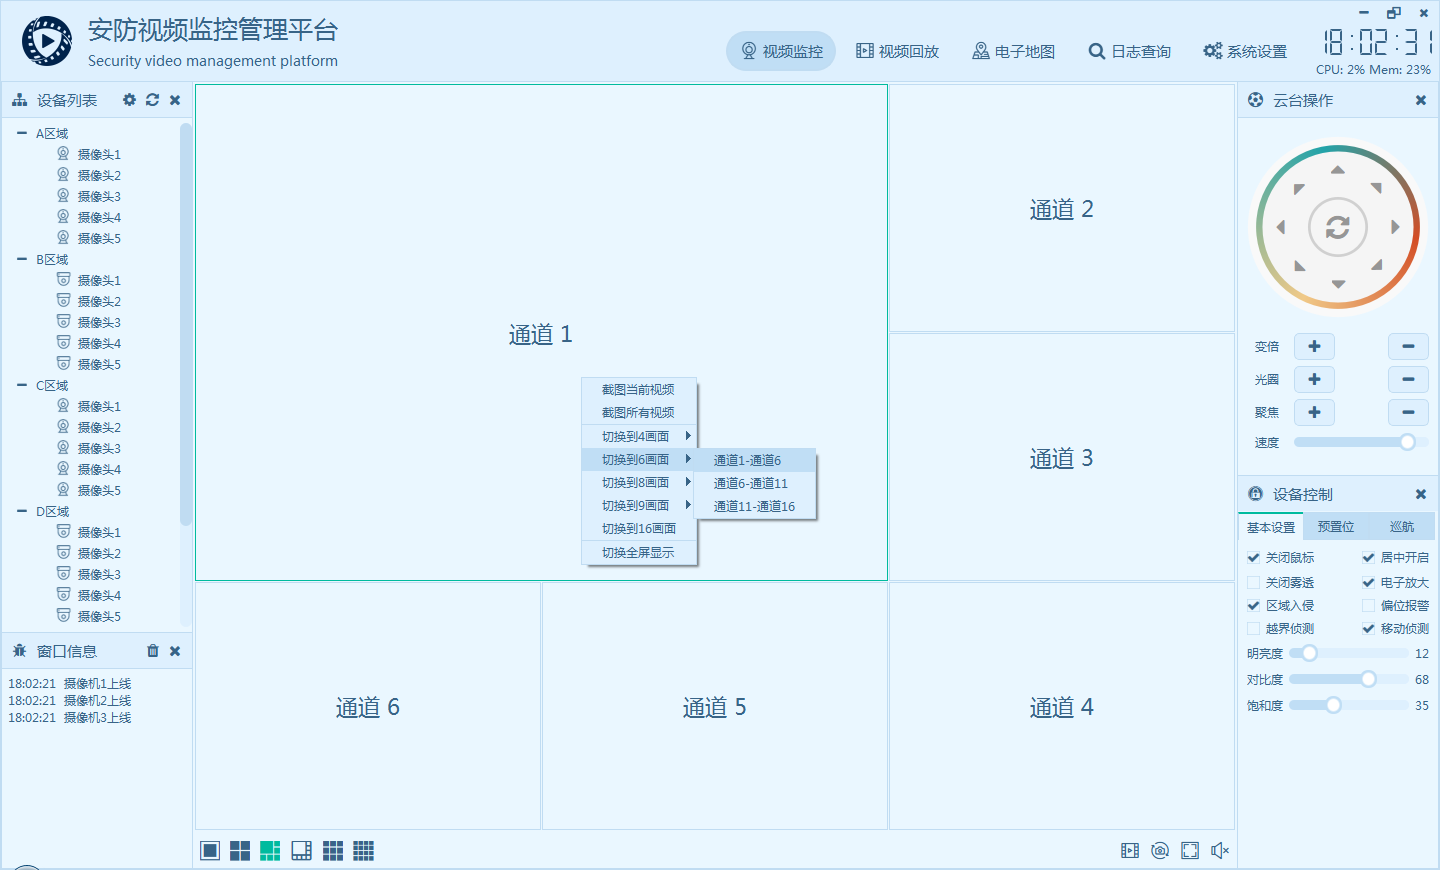 安防视频监控管理平台
Security video management platform
视频监控
视频回放
电子地图
日志查询
系统设置
18:02:31
CPU: 2% Mem: 23%
设备列表
A区域
摄像头1
摄像头2
摄像头3
摄像头4
摄像头5
B区域
摄像头1
摄像头2
摄像头3
摄像头4
摄像头5
C区域
摄像头1
摄像头2
摄像头3
摄像头4
摄像头5
D区域
摄像头1
摄像头2
摄像头3
摄像头4
摄像头5
窗口信息
18:02:21 摄像机1上线
18:02:21 摄像机2上线
18:02:21 摄像机3上线
通道 1
通道 2
通道 3
通道 6
通道 5
通道 4
截图当前视频
截图所有视频
切换到4画面
切换到6画面
切换到8画面
切换到9画面
切换到16画面
切换全屏显示
通道1-通道6
通道6-通道11
通道11-通道16
云台操作
变倍
光圈
聚焦
速度
设备控制
基本设置
预置位
巡航
关闭鼠标
居中开启
关闭雾透
电子放大
区域入侵
偏位报警
越界侦测
移动侦测
明亮度 12
对比度 68
饱和度 35